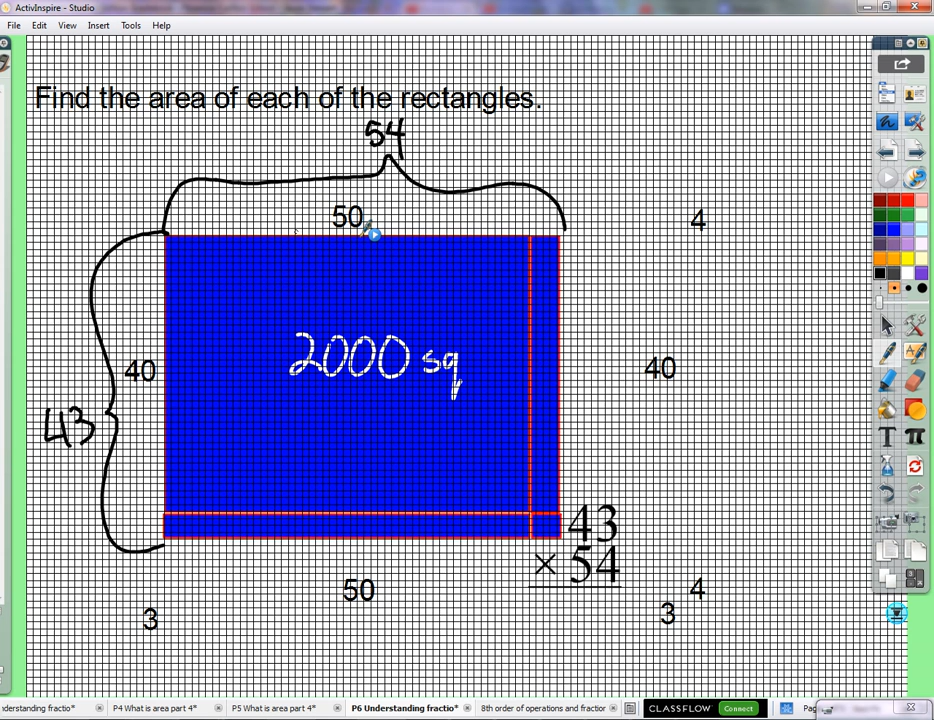 ActivInspire - Studio
File Edit View Insert Tools Help
Find the area of each of the rectangles.
54
50
4
40
2000 sq
40
43
43
× 54
50
4
3
3
nderstanding fractio*
P4 What is area part 4*
P5 What is area part 4*
P6 Understanding fractio*
8th order of operations and fraction
CLASSFLOW Connect